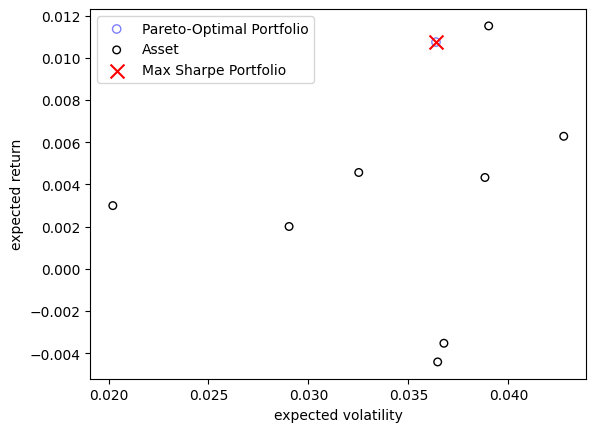 Pareto-Optimal Portfolio
Asset
Max Sharpe Portfolio
expected return
0.012
0.010
0.008
0.006
0.004
0.002
0.000
−0.002
−0.004
0.020
0.025
0.030
0.035
0.040
expected volatility